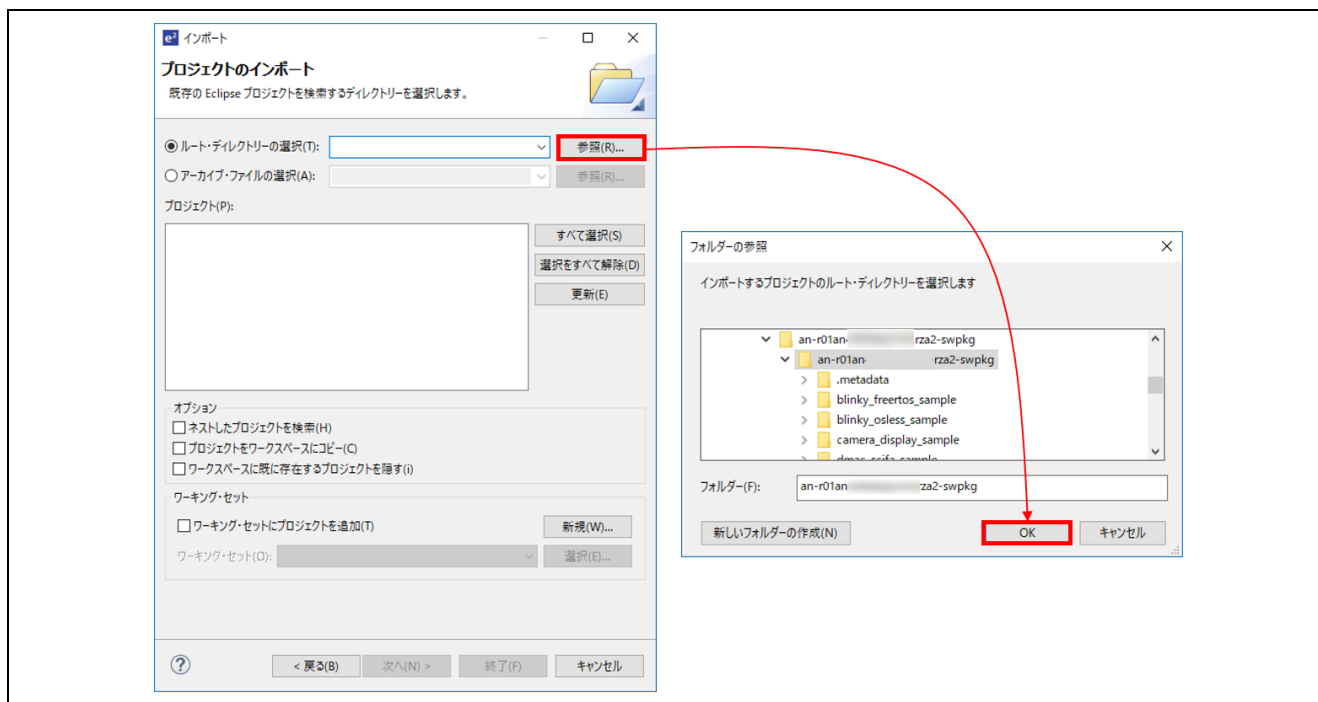 e² インポート
プロジェクトのインポート
既存の Eclipse プロジェクトを検索するディレクトリーを選択します。
ルート・ディレクトリーの選択(T):
参照(R)...
アーカイブ・ファイルの選択(A):
参照(R)...
プロジェクト(P):
すべて選択(S)
選択をすべて解除(D)
更新(E)
オプション
ネストしたプロジェクトを検索(H)
プロジェクトをワークスペースにコピー(C)
ワークスペースに既に存在するプロジェクトを隠す(i)
ワーキング・セット
ワーキング・セットにプロジェクトを追加(T)
新規(W)...
ワーキング・セット(O):
選択(E)...
?
< 戻る(B)
次へ(N) >
終了(F)
キャンセル
フォルダーの参照
インポートするプロジェクトのルート・ディレクトリーを選択します
an-r01an rza2-swpkg
an-r01an rza2-swpkg
.metadata
blinky_freertos_sample
blinky_osless_sample
camera_display_sample
dmac_scifa_sample
フォルダー(F):
an-r01an za2-swpkg
新しいフォルダーの作成(N)
OK
キャンセル